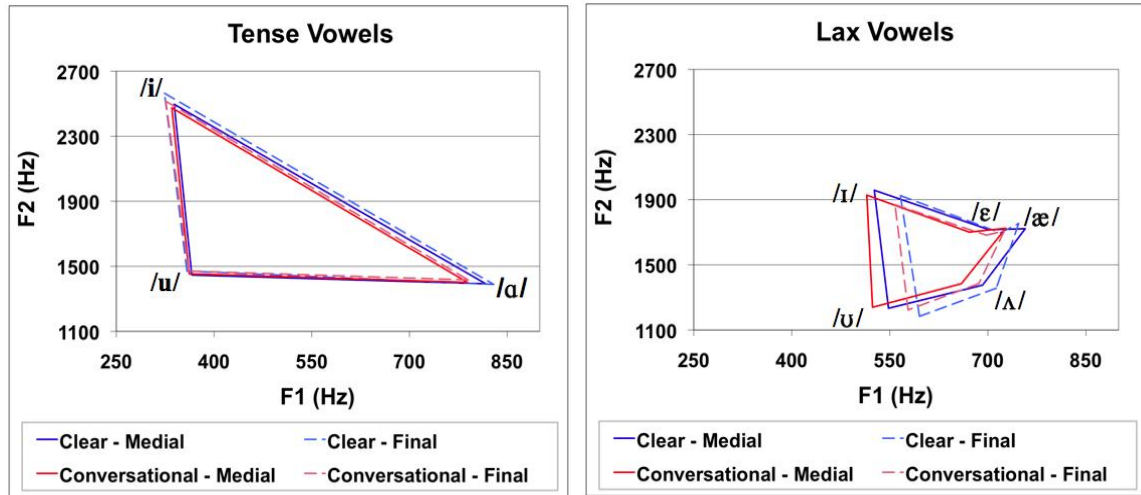 Tense Vowels
2700
/i/
2300
F2 (Hz)
1900
1500
/u/
/ɑ/
1100
250 400 550 700 850
F1 (Hz)
Clear - Medial Clear - Final
Conversational - Medial Conversational - Final
Lax Vowels
2700
2300
F2 (Hz)
1900
/ɪ/
/ɛ/
/æ/
1500
/ʌ/
/ʊ/
1100
250 400 550 700 850
F1 (Hz)
Clear - Medial Clear - Final
Conversational - Medial Conversational - Final